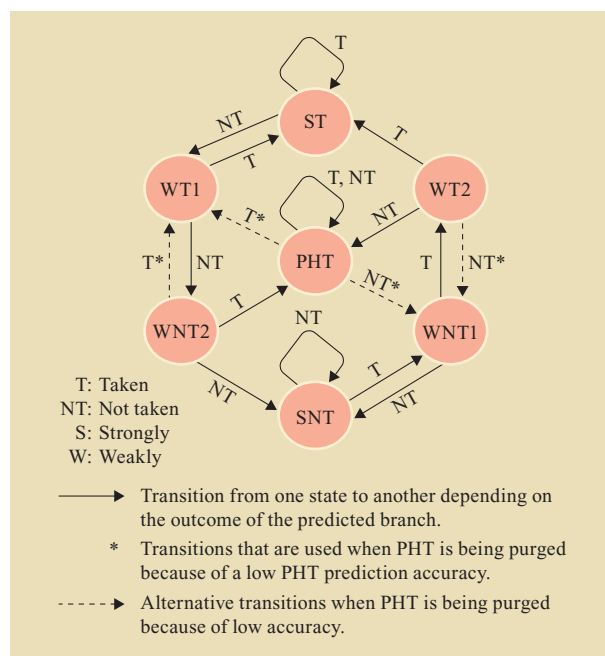 T
ST
NT
T
T
WT1
T, NT
WT2
T*
NT
T*
NT
PHT
NT*
T
NT*
T
WNT2
NT
WNT1
NT
T
SNT
NT
T: Taken
NT: Not taken
S: Strongly
W: Weakly
Transition from one state to another depending on
the outcome of the predicted branch.
* Transitions that are used when PHT is being purged
because of a low PHT prediction accuracy.
Alternative transitions when PHT is being purged
because of low accuracy.